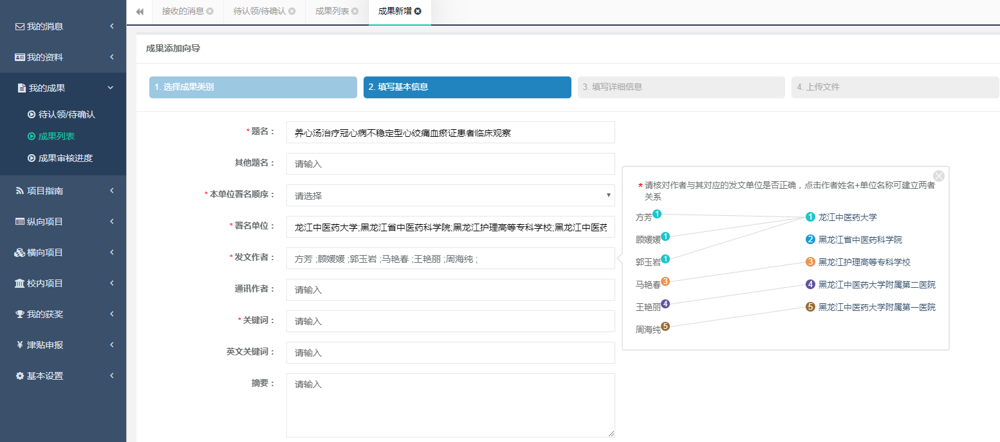 接收的消息
待认领/待确认
成果列表
成果新增
我的消息
我的资料
我的成果
待认领/待确认
成果列表
成果审核进度
项目指南
纵向项目
横向项目
校内项目
我的获奖
¥ 津贴申报
基本设置
成果添加向导
1. 选择成果类别
2. 填写基本信息
3. 填写详细信息
4. 上传文件
*题名： 养心汤治疗冠心病不稳定型心绞痛血瘀证患者临床观察
其他题名： 请输入
*本单位署名顺序： 请选择
*署名单位： 龙江中医药大学;黑龙江省中医药科学院;黑龙江护理高等专科学校;黑龙江中医药
*发文作者： 方芳 ;顾媛媛 ;郭玉岩 ;马艳春 ;王艳丽 ;周海纯 ;
通讯作者： 请输入
*关键词： 请输入
英文关键词： 请输入
摘要： 请输入
*请核对作者与其对应的发文单位是否正确，点击作者姓名+单位名称可建立两者
关系
方芳 1
1 龙江中医药大学
顾媛媛 1
2 黑龙江省中医药科学院
郭玉岩 1
3 黑龙江护理高等专科学校
马艳春 3
4 黑龙江中医药大学附属第二医院
王艳丽 4
5 黑龙江中医药大学附属第一医院
周海纯 5